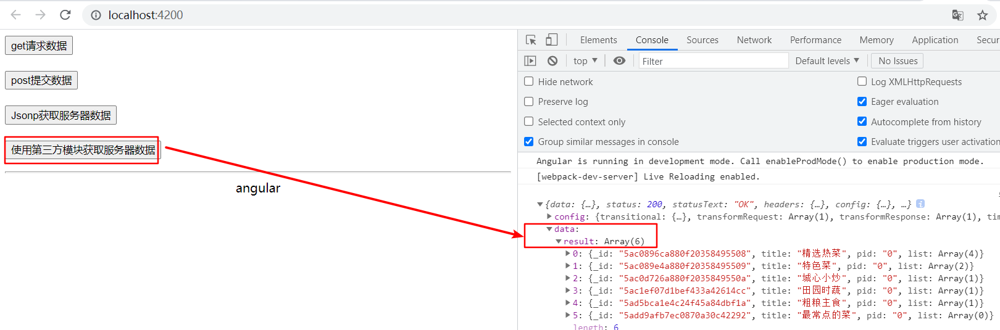 localhost:4200
get请求数据
post提交数据
Jsonp获取服务器数据
使用第三方模块获取服务器数据
angular
Elements Console Sources Network Performance Memory Application Secur
top Filter Default levels No Issues
Hide network Log XMLHttpRequests
Preserve log Eager evaluation
Selected context only Autocomplete from history
Group similar messages in console Evaluate triggers user activation
Angular is running in development mode. Call enableProdMode() to enable production mode.
[webpack-dev-server] Live Reloading enabled.
{data: {…}, status: 200, statusText: "OK", headers: {…}, config: {…}, …}
config: {transitional: {…}, transformRequest: Array(1), transformResponse: Array(1), tim
data:
result: Array(6)
0: {_id: "5ac0896ca880f20358495508", title: "精选热菜", pid: "0", list: Array(4)}
1: {_id: "5ac089e4a880f20358495509", title: "特色菜", pid: "0", list: Array(2)}
2: {_id: "5ac0d726a880f2035849550a", title: "城心小炒", pid: "0", list: Array(1)}
3: {_id: "5ac1ef07d1bef433a42614cc", title: "田园时蔬", pid: "0", list: Array(1)}
4: {_id: "5ad5bca1e4c24f45a84dbf1a", title: "粗粮主食", pid: "0", list: Array(1)}
5: {_id: "5add9afb7ec0870a30c42292", title: "最常点的菜", pid: "0", list: Array(0)}
length: 6